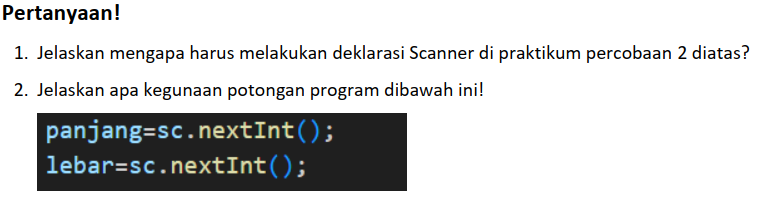 Pertanyaan!
1. Jelaskan mengapa harus melakukan deklarasi Scanner di praktikum percobaan 2 diatas?
2. Jelaskan apa kegunaan potongan program dibawah ini!
panjang=sc.nextInt();
lebar=sc.nextInt();